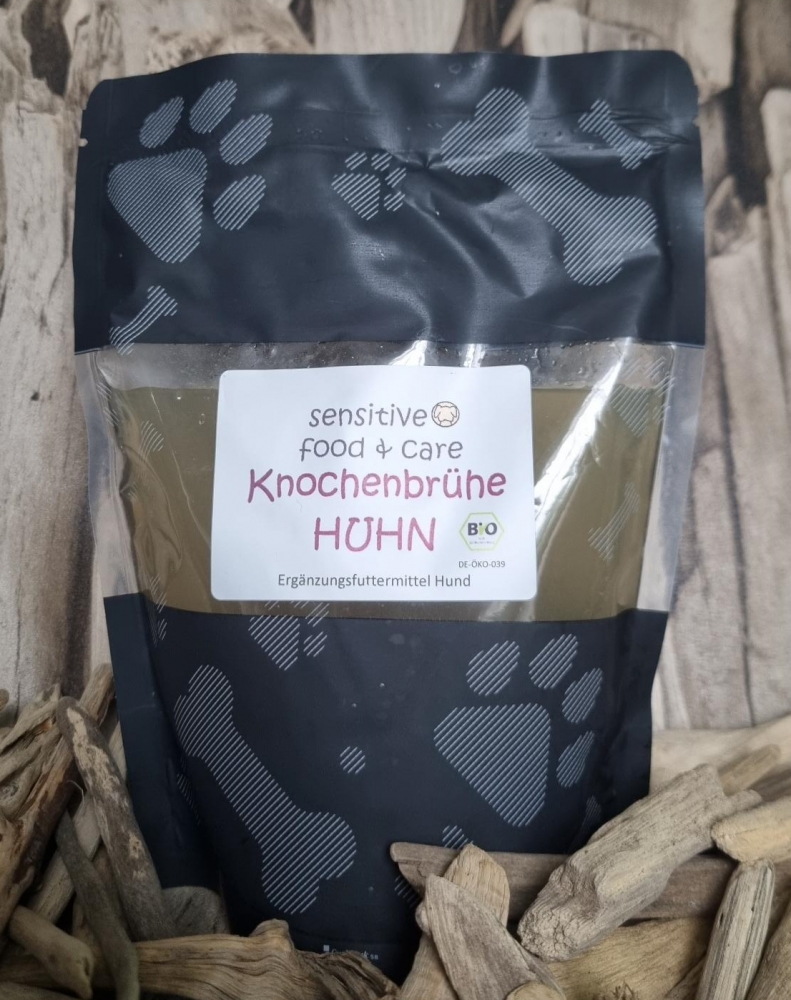 sensitive
food & care
Knochenbrühe
HUHN
BiO
DE-ÖKO-039
Ergänzungsfuttermittel Hund